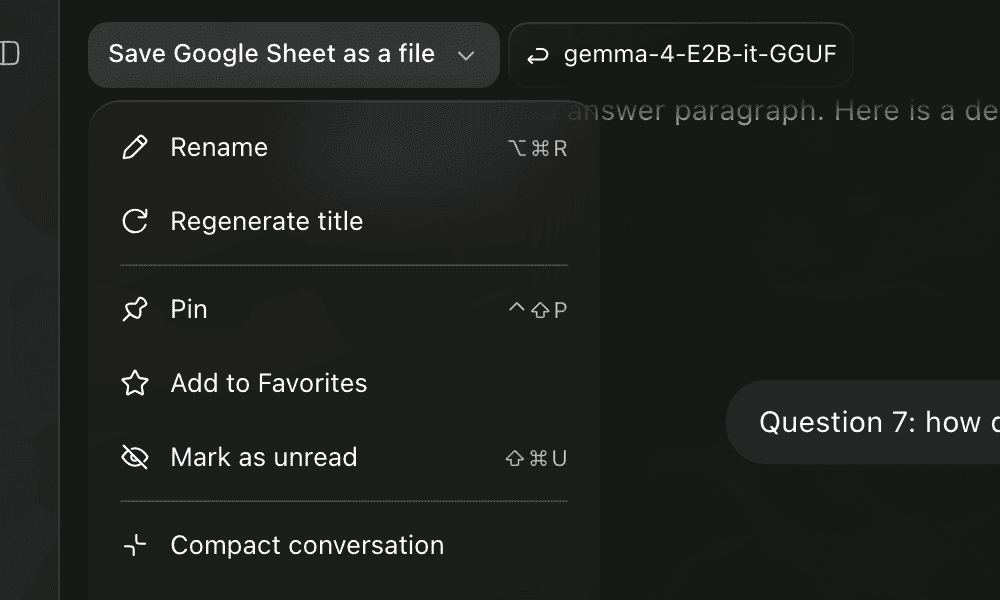 Save Google Sheet as a file
gemma-4-E2B-it-GGUF
answer paragraph. Here is a de
Rename ⌥⌘R
Regenerate title
Pin ^⇧P
Add to Favorites
Question 7: how
Mark as unread ⇧⌘U
Compact conversation